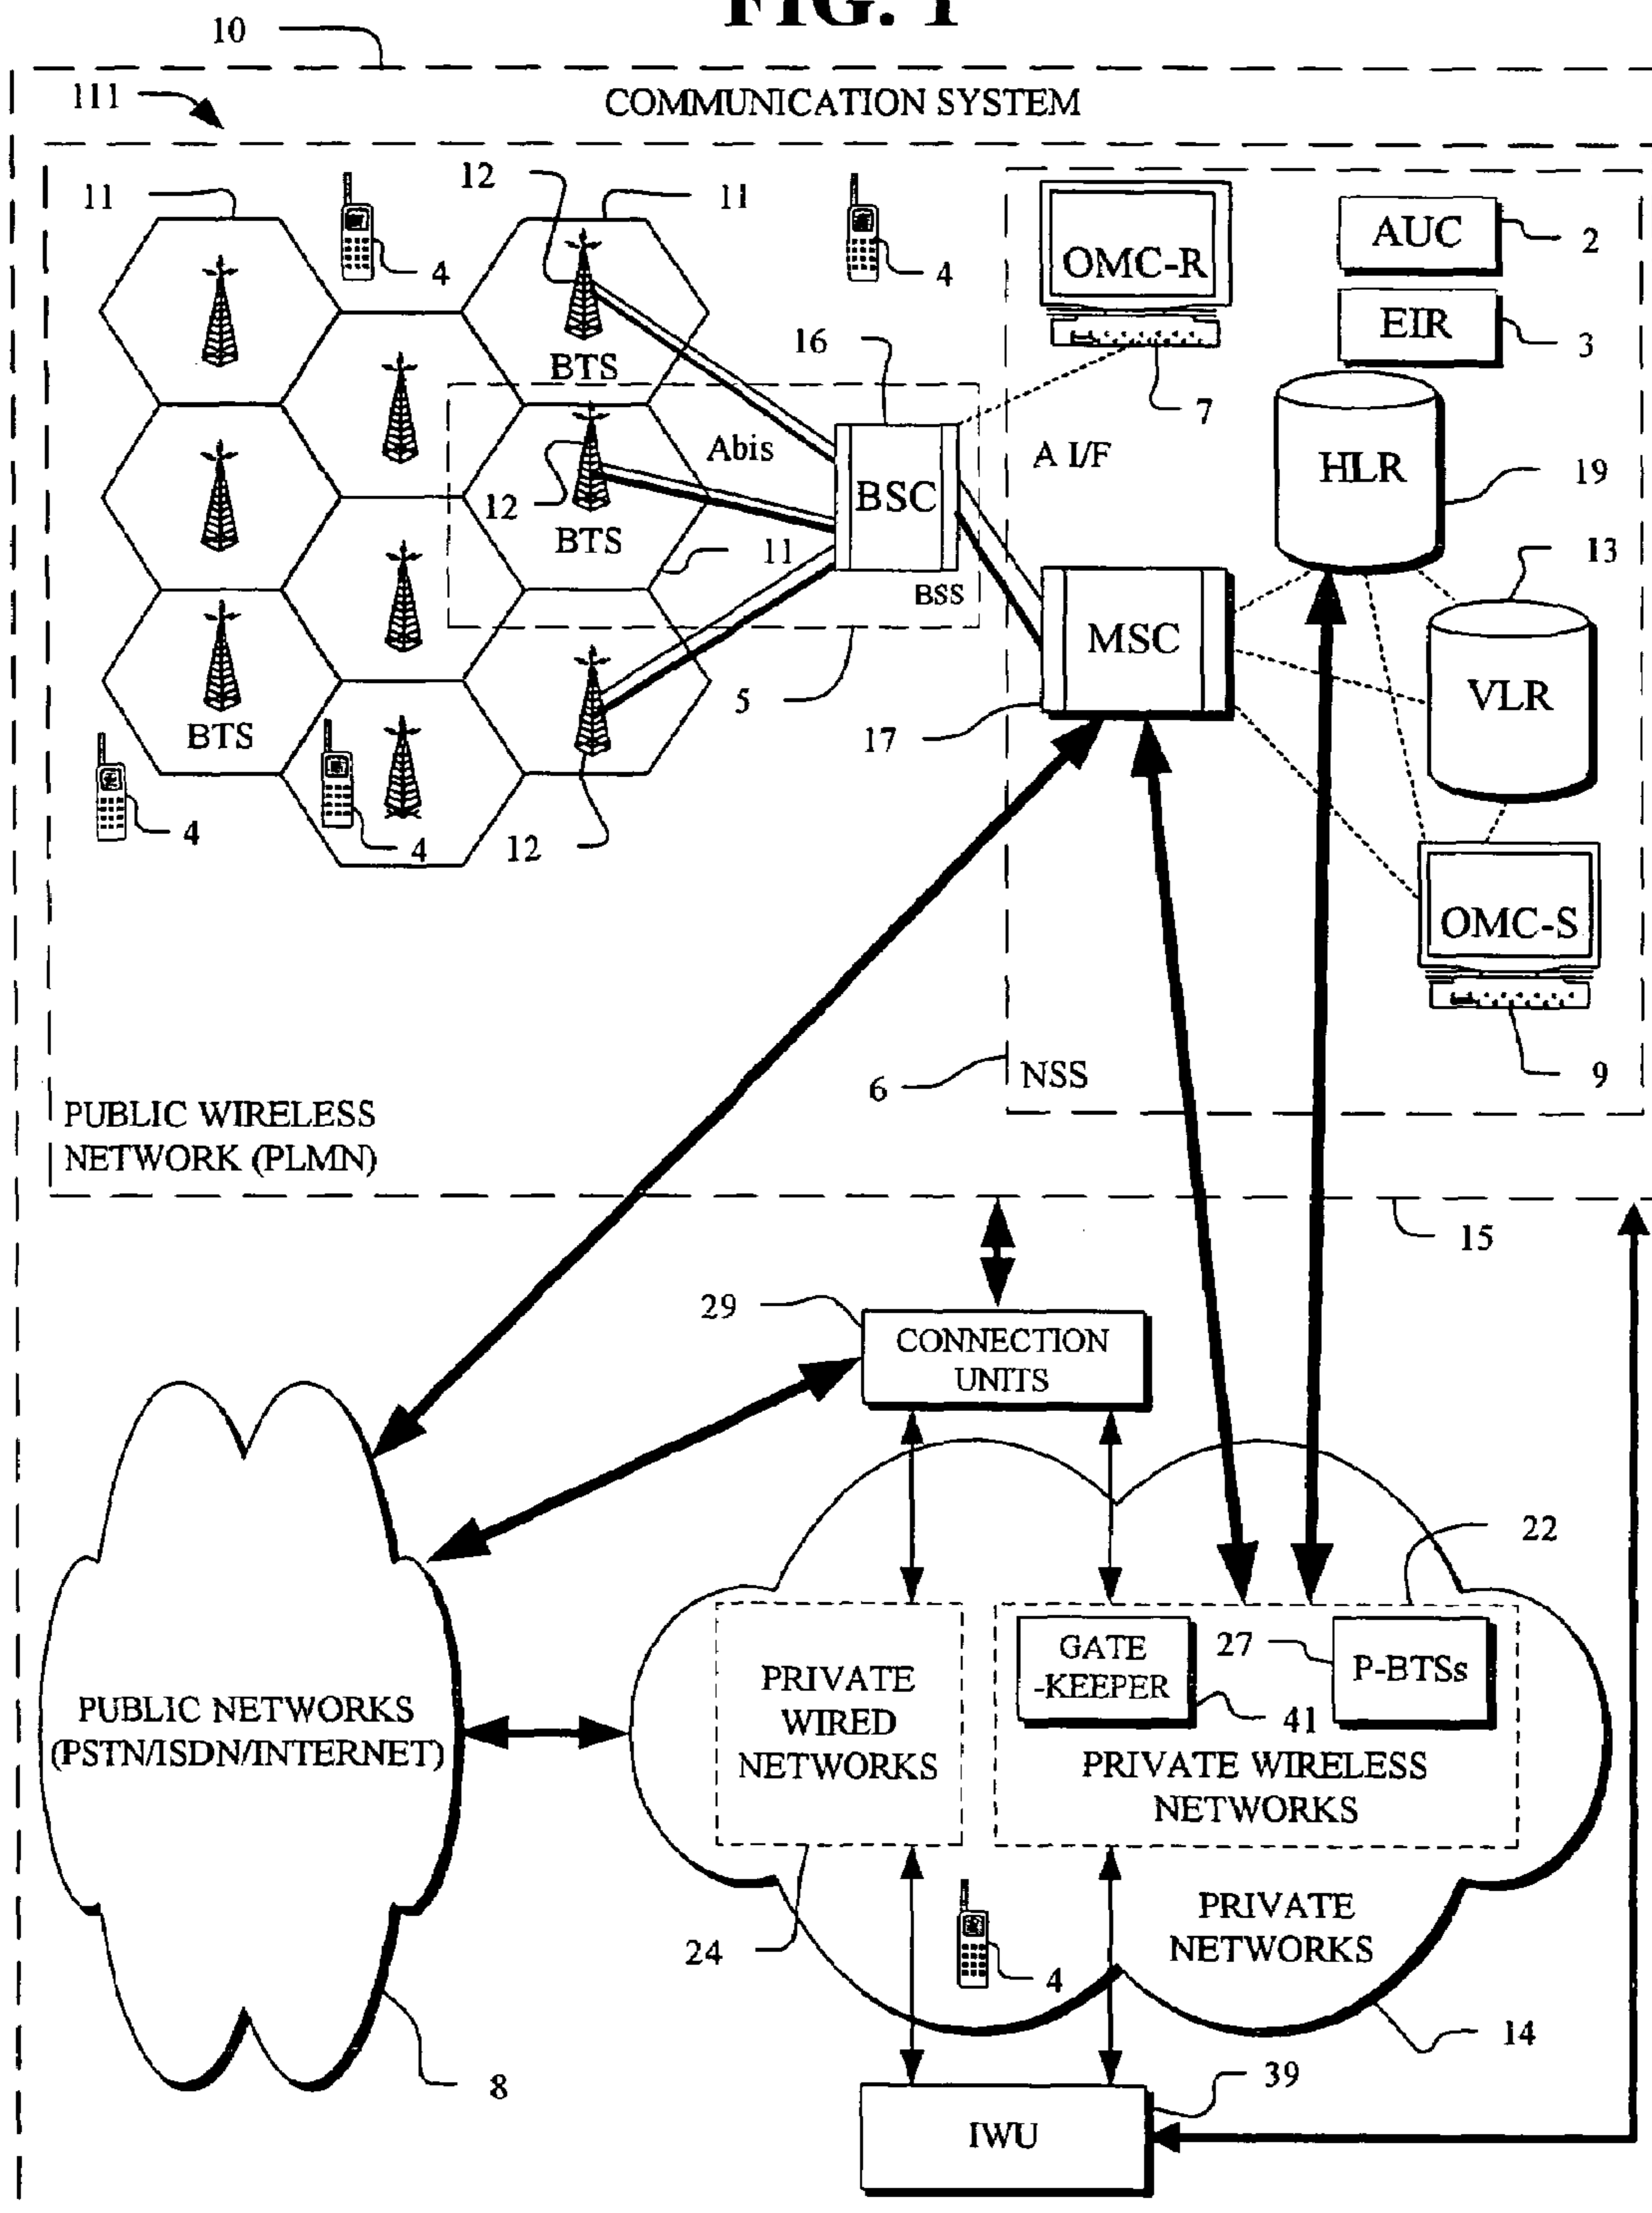 FIG. 1
10
111
COMMUNICATION SYSTEM
11
12
11
4
4
OMC-R
AUC
2
EIR
3
7
BTS
16
Abis
A I/F
HLR
19
12
BTS
BSC
11
BSS
13
MSC
VLR
5
17
BTS
4
4
12
OMC-S
9
6
NSS
PUBLIC WIRELESS
NETWORK (PLMN)
15
29
CONNECTION
UNITS
22
GATE
-KEEPER
27
P-BTSs
41
PRIVATE
WIRED
NETWORKS
PRIVATE WIRELESS
NETWORKS
PUBLIC NETWORKS
(PSTN/ISDN/INTERNET)
24
4
PRIVATE
NETWORKS
14
8
39
IWU